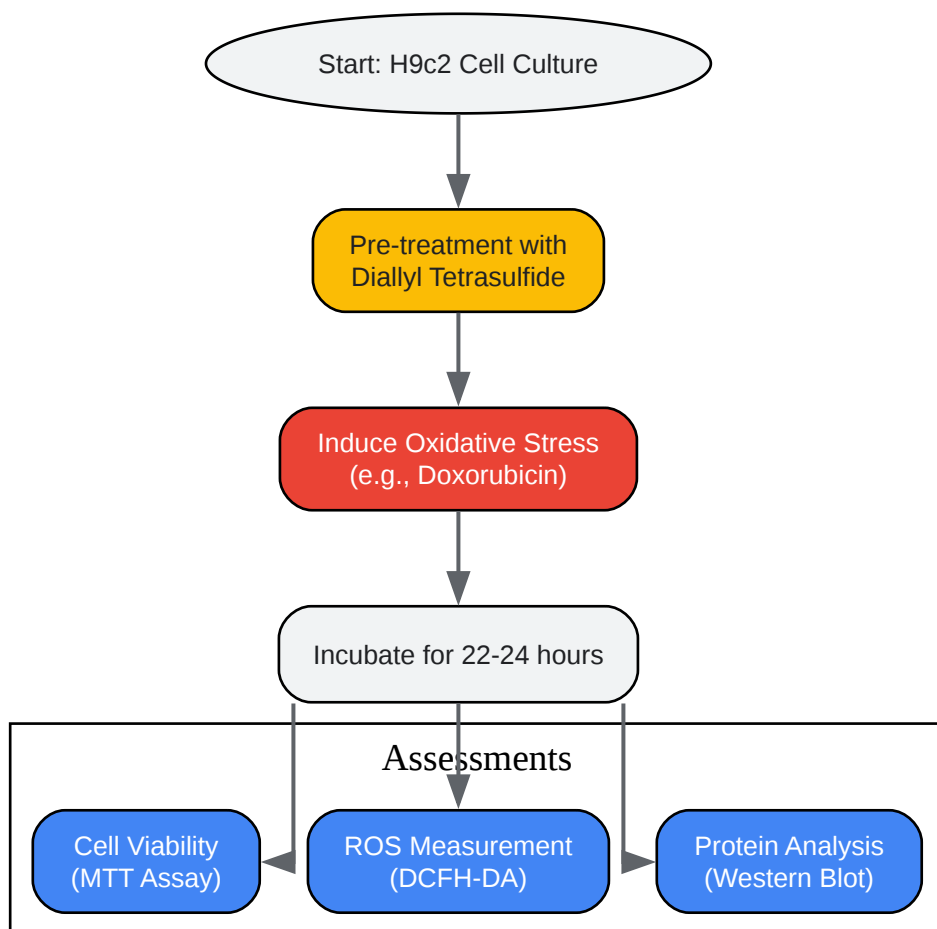 Start: H9c2 Cell Culture
Pre-treatment with
Diallyl Tetrasulfide
Induce Oxidative Stress
(e.g., Doxorubicin)
Incubate for 22-24 hours
Assessments
Cell Viability
(MTT Assay)
ROS Measurement
(DCFH-DA)
Protein Analysis
(Western Blot)